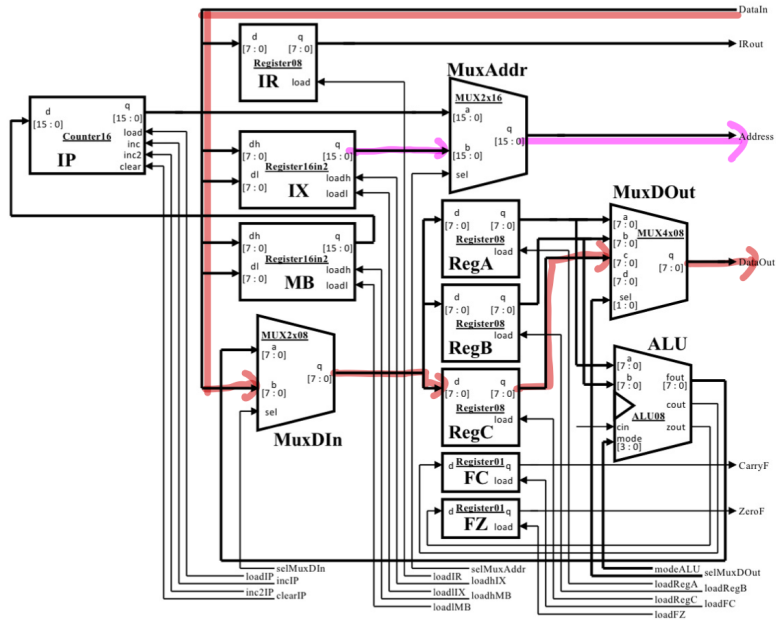 DataIn
d
[7 : 0]
q
[7 : 0]
Register08
load
IR
IRout
MuxAddr
MUX2x16
a
[15 : 0]
b
[15 : 0]
sel
q
[15 : 0]
Address
d
[15 : 0]
q
[15 : 0]
Counter16
load
inc
inc2
clear
IP
dh
[7 : 0]
dl
[7 : 0]
q
[15 : 0]
Register16in2
loadh
loadl
IX
dh
[7 : 0]
dl
[7 : 0]
q
[15 : 0]
Register16in2
loadh
loadl
MB
MUX2x08
a
[7 : 0]
b
[7 : 0]
sel
q
[7 : 0]
MuxDIn
d
[7 : 0]
q
[7 : 0]
Register08
load
RegA
d
[7 : 0]
q
[7 : 0]
Register08
load
RegB
d
[7 : 0]
q
[7 : 0]
Register08
load
RegC
MuxDOut
MUX4x08
a
[7 : 0]
b
[7 : 0]
c
[7 : 0]
d
[7 : 0]
sel
[1 : 0]
q
[7 : 0]
DataOut
ALU
a
[7 : 0]
b
[7 : 0]
fout
[7 : 0]
cout
zout
ALU08
cin
mode
[3 : 0]
d
Register01
q
load
FC
CarryF
d
Register01
q
load
FZ
ZeroF
selMuxDIn
loadIP
incIP
inc2IP
clearIP
selMuxAddr
loadIR
loadhIX
loadlIX
loadhMB
loadlMB
modeALU
selMuxDOut
loadRegA
loadRegB
loadRegC
loadFC
loadFZ